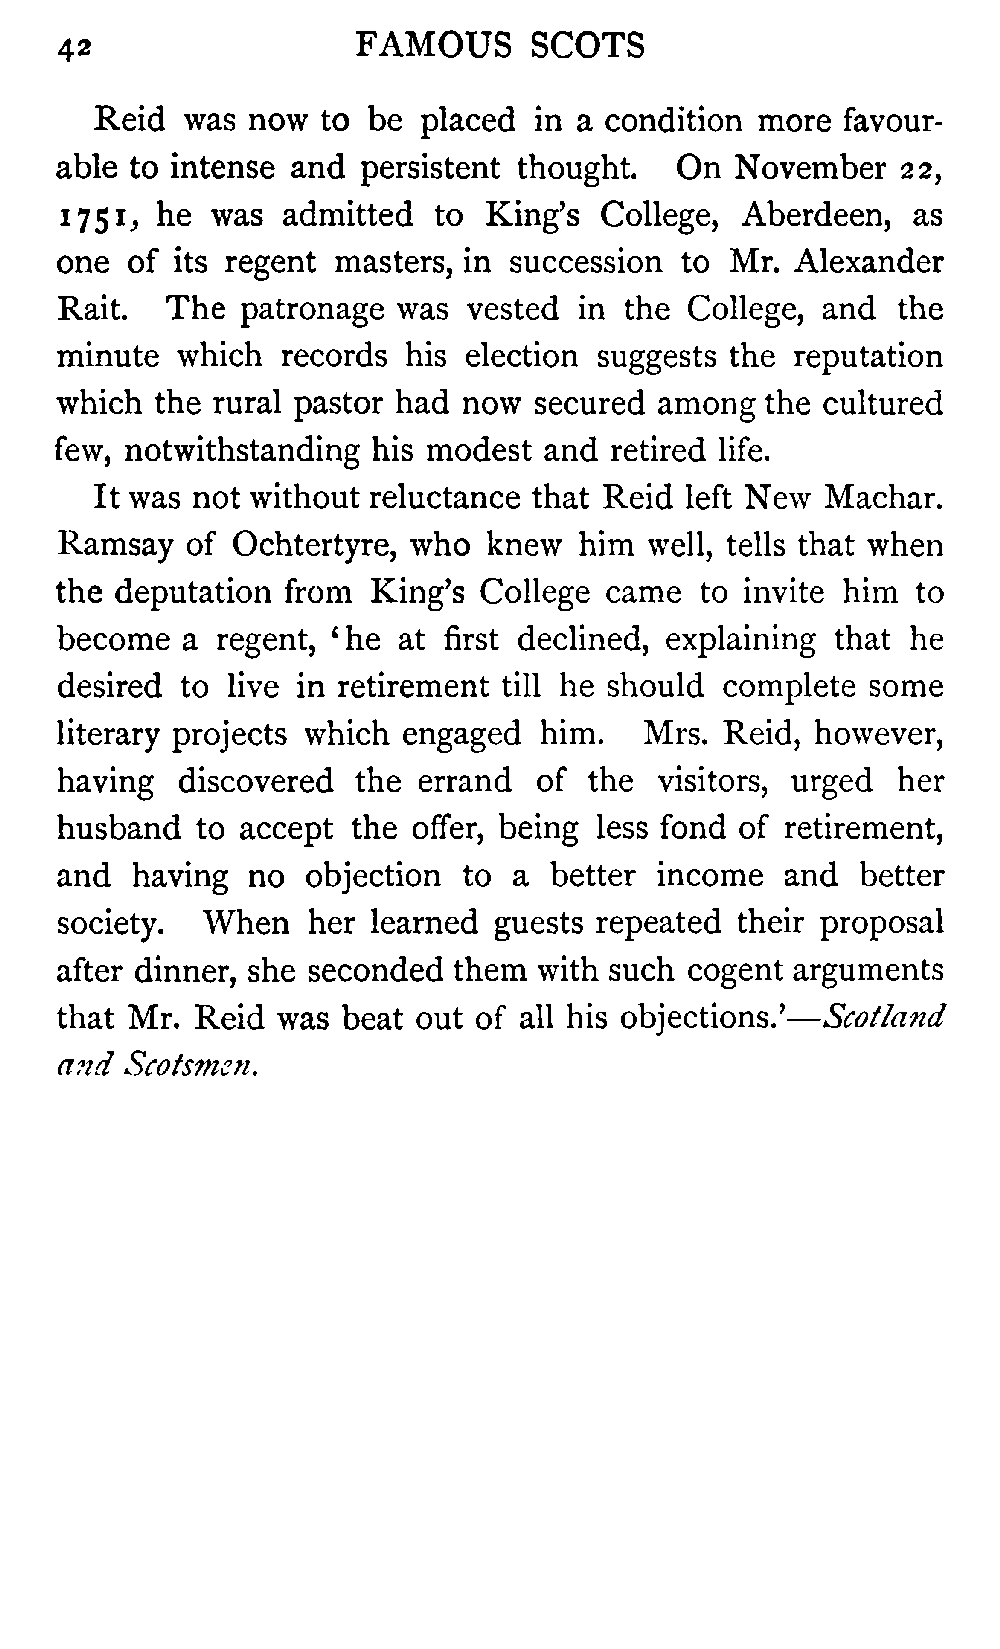 42 FAMOUS SCOTS
Reid was now to be placed in a condition more favour-
able to intense and persistent thought. On November 22,
1751, he was admitted to King's College, Aberdeen, as
one of its regent masters, in succession to Mr. Alexander
Rait. The patronage was vested in the College, and the
minute which records his election suggests the reputation
which the rural pastor had now secured among the cultured
few, notwithstanding his modest and retired life.
It was not without reluctance that Reid left New Machar.
Ramsay of Ochtertyre, who knew him well, tells that when
the deputation from King's College came to invite him to
become a regent, 'he at first declined, explaining that he
desired to live in retirement till he should complete some
literary projects which engaged him. Mrs. Reid, however,
having discovered the errand of the visitors, urged her
husband to accept the offer, being less fond of retirement,
and having no objection to a better income and better
society. When her learned guests repeated their proposal
after dinner, she seconded them with such cogent arguments
that Mr. Reid was beat out of all his objections.'—Scotland
and Scotsmen.